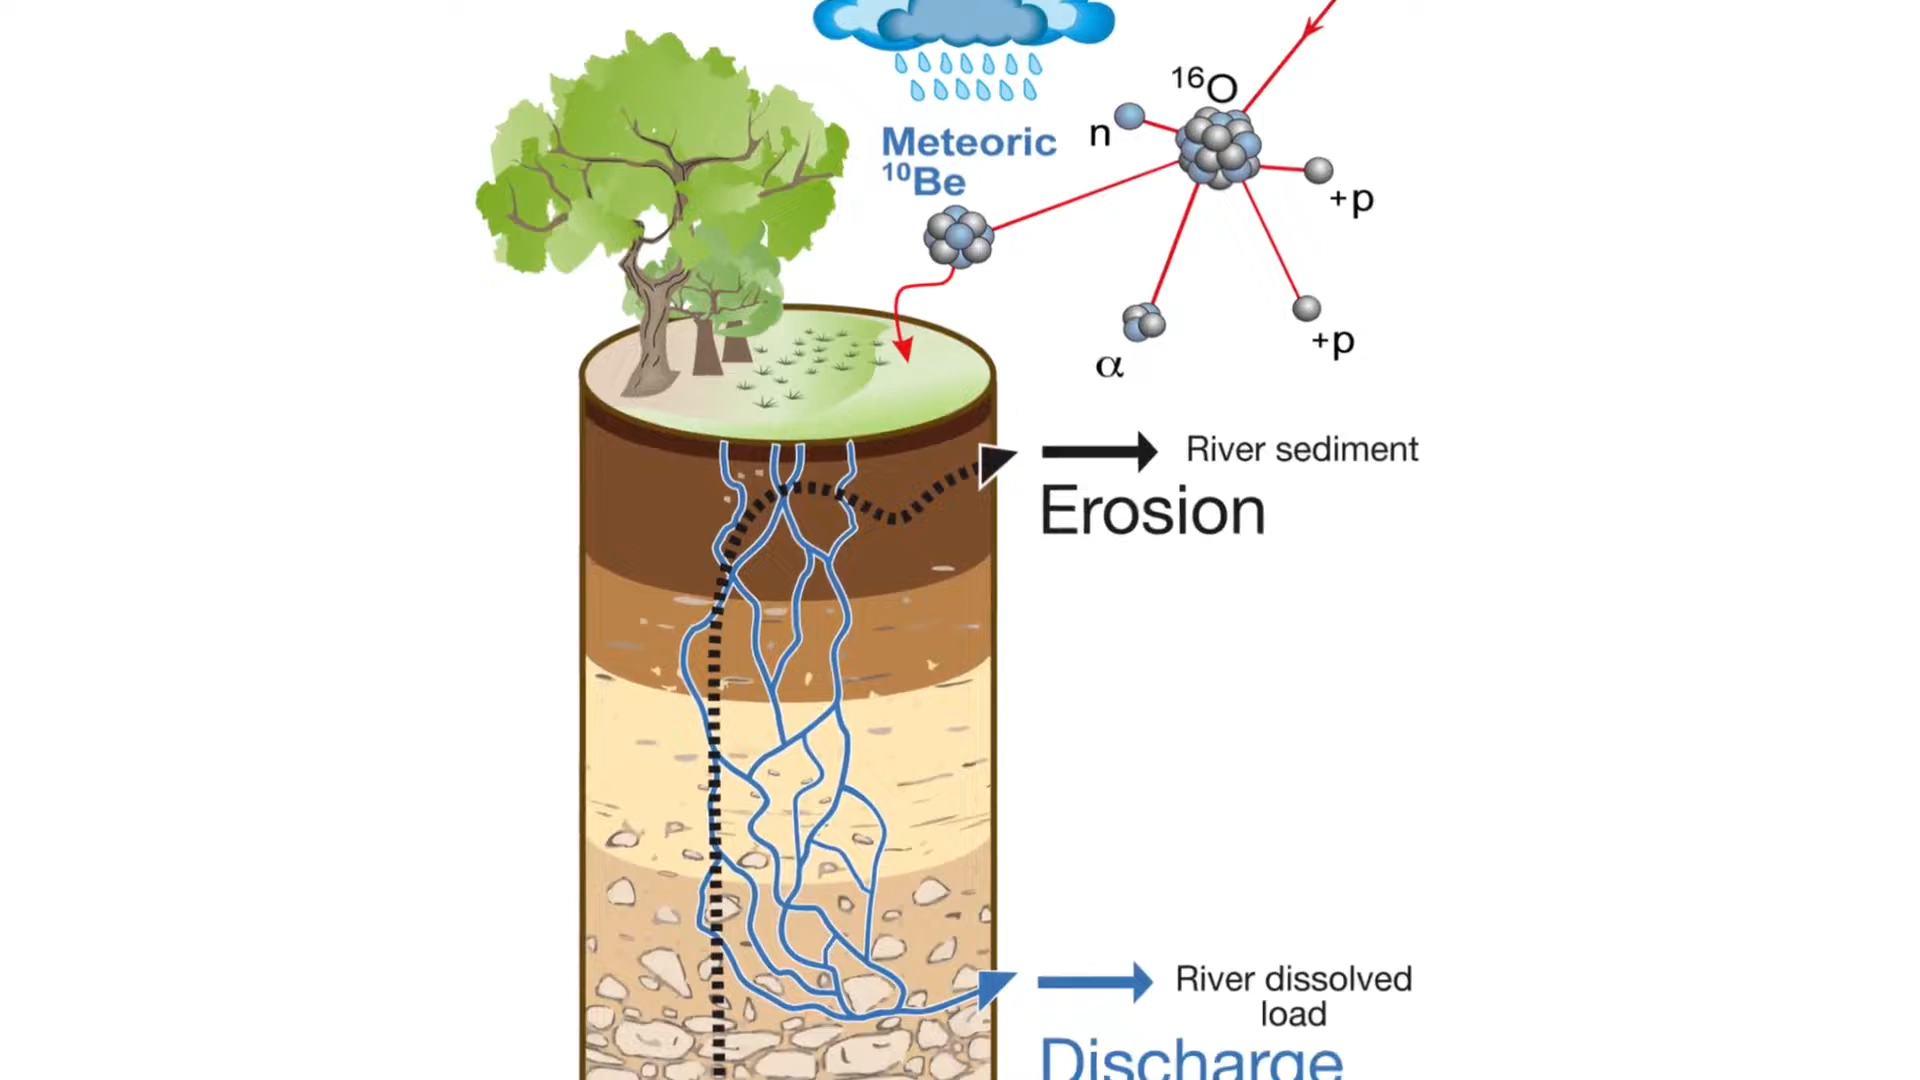 ¹⁶O
n
Meteoric
¹⁰Be
+p
+p
α
River sediment
Erosion
River dissolved
load
Discharge